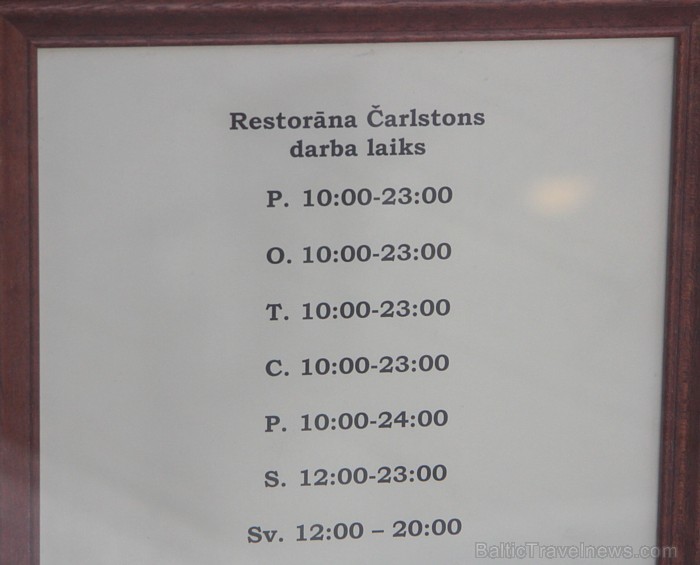 Restorāna Čarlstons
darba laiks
P. 10:00-23:00
O. 10:00-23:00
T. 10:00-23:00
C. 10:00-23:00
P. 10:00-24:00
S. 12:00-23:00
Sv. 12:00 – 20:00
BalticTravelnews.com